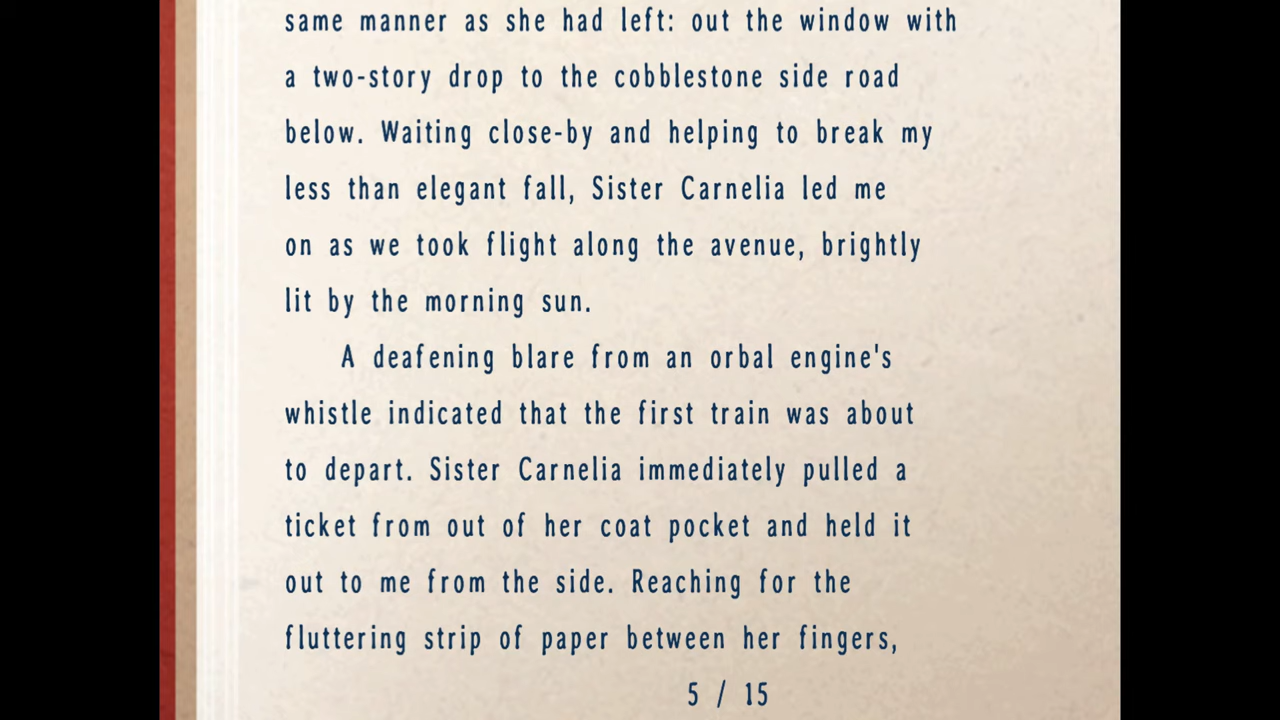 same manner as she had left: out the window with
a two-story drop to the cobblestone side road
below. Waiting close-by and helping to break my
less than elegant fall, Sister Carnelia led me
on as we took flight along the avenue, brightly
lit by the morning sun.
A deafening blare from an orbal engine's
whistle indicated that the first train was about
to depart. Sister Carnelia immediately pulled a
ticket from out of her coat pocket and held it
out to me from the side. Reaching for the
fluttering strip of paper between her fingers,
5 / 15